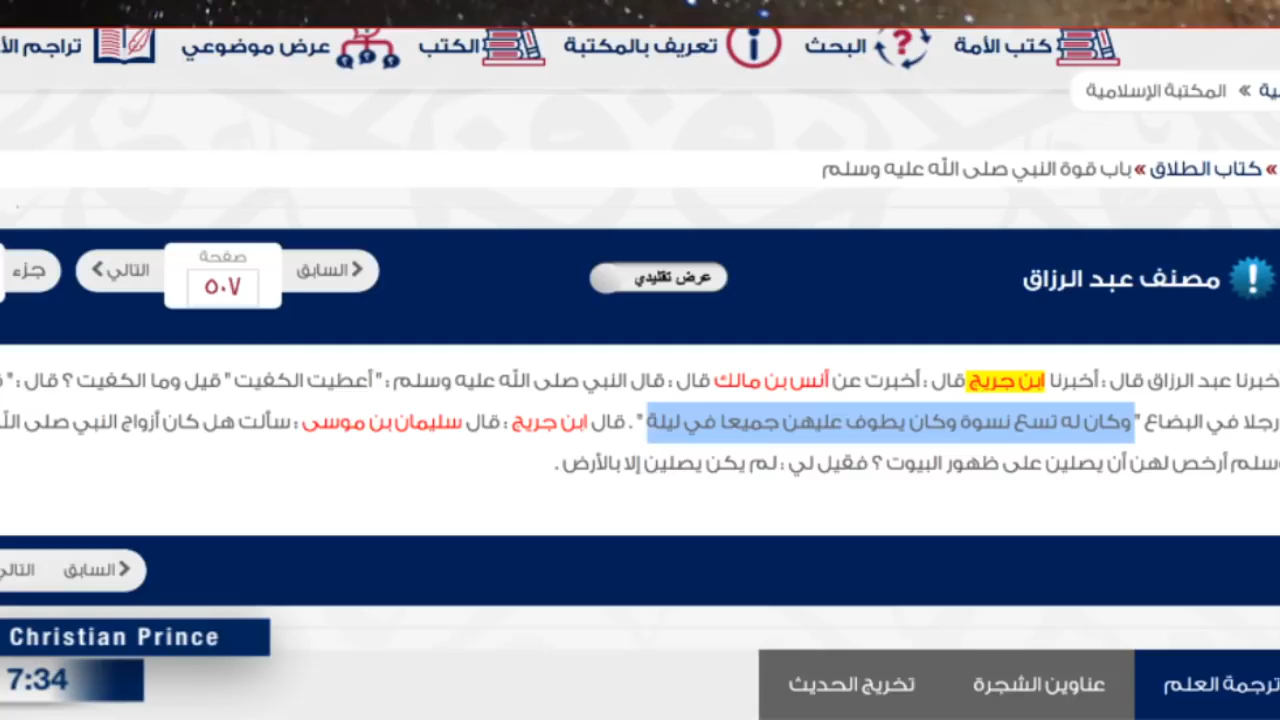 كتب الأمة البحث تعريف بالمكتبة الكتب عرض موضوعي تراجم
» المكتبة الإسلامية
» كتاب الطلاق » باب قوة النبي صلى الله عليه وسلم
مصنف عبد الرزاق
عرض تقليدي
السابق
صفحة
٥٠٧
التالي
جزء
أخبرنا عبد الرزاق قال : أخبرنا ابن جريج قال : أخبرت عن أنس بن مالك قال : قال النبي صلى الله عليه وسلم : " أعطيت الكفيت " قيل وما الكفيت ؟ قال : "
رجلا في البضاع " وكان له تسع نسوة وكان يطوف عليهن جميعا في ليلة " . قال ابن جريج : قال سليمان بن موسى : سألت هل كان أزواج النبي صلى
وسلم أرخص لهن أن يصلين على ظهور البيوت ؟ فقيل لي : لم يكن يصلين إلا بالأرض .
السابق
Christian Prince
7:34
ترجمة العلم عناوين الشجرة تخريج الحديث